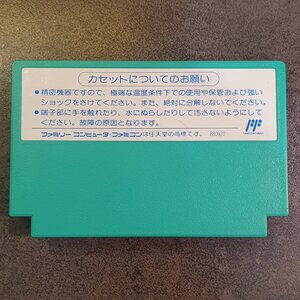 カセットについてのお願い
●精密機器ですので、極端な温度条件下での使用や保管および強い
ショックをさけてください。また、絶対に分解しないでください。
●端子部に手を触れたり、水にぬらしたりして汚さないようにして
ください。故障の原因となります。
ファミリー コンピュータ・ファミコンは任天堂の商標です。